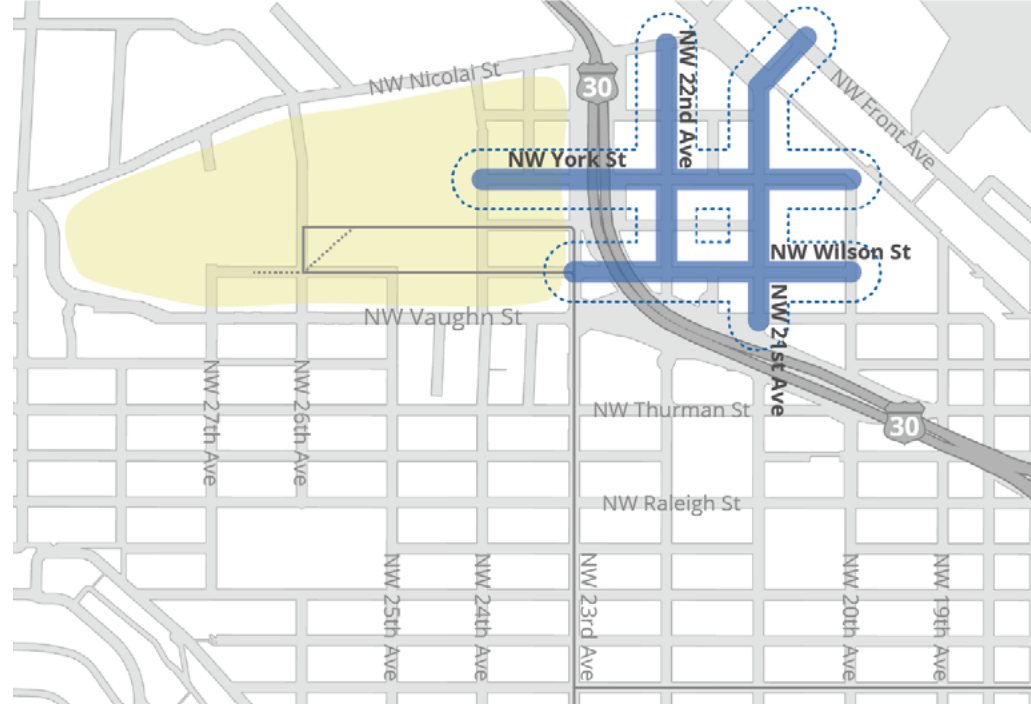 NW Nicolai St
30
NW 22nd Ave
NW Front Ave
NW York St
NW Wilson St
NW 21st Ave
NW Vaughn St
NW 27th Ave
NW 26th Ave
NW Thurman St
30
NW Raleigh St
NW 25th Ave
NW 24th Ave
NW 23rd Ave
NW 20th Ave
NW 19th Ave